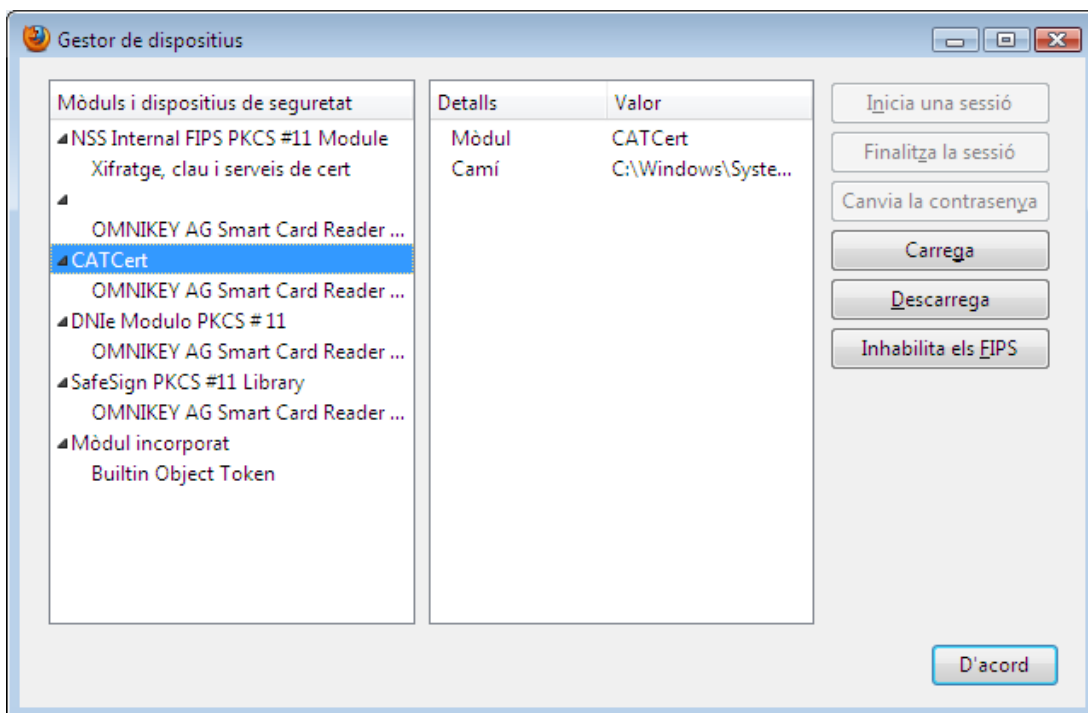 Gestor de dispositius
Mòduls i dispositius de seguretat
NSS Internal FIPS PKCS #11 Module
Xifratge, clau i serveis de cert
OMNIKEY AG Smart Card Reader ...
CATCert
OMNIKEY AG Smart Card Reader ...
DNIe Modulo PKCS # 11
OMNIKEY AG Smart Card Reader ...
SafeSign PKCS #11 Library
OMNIKEY AG Smart Card Reader ...
Mòdul incorporat
Builtin Object Token
Detalls Valor
Mòdul CATCert
Camí C:\Windows\Syste...
Inicia una sessió
Finalitza la sessió
Canvia la contrasenya
Carrega
Descarrega
Inhabilita els FIPS
D'acord